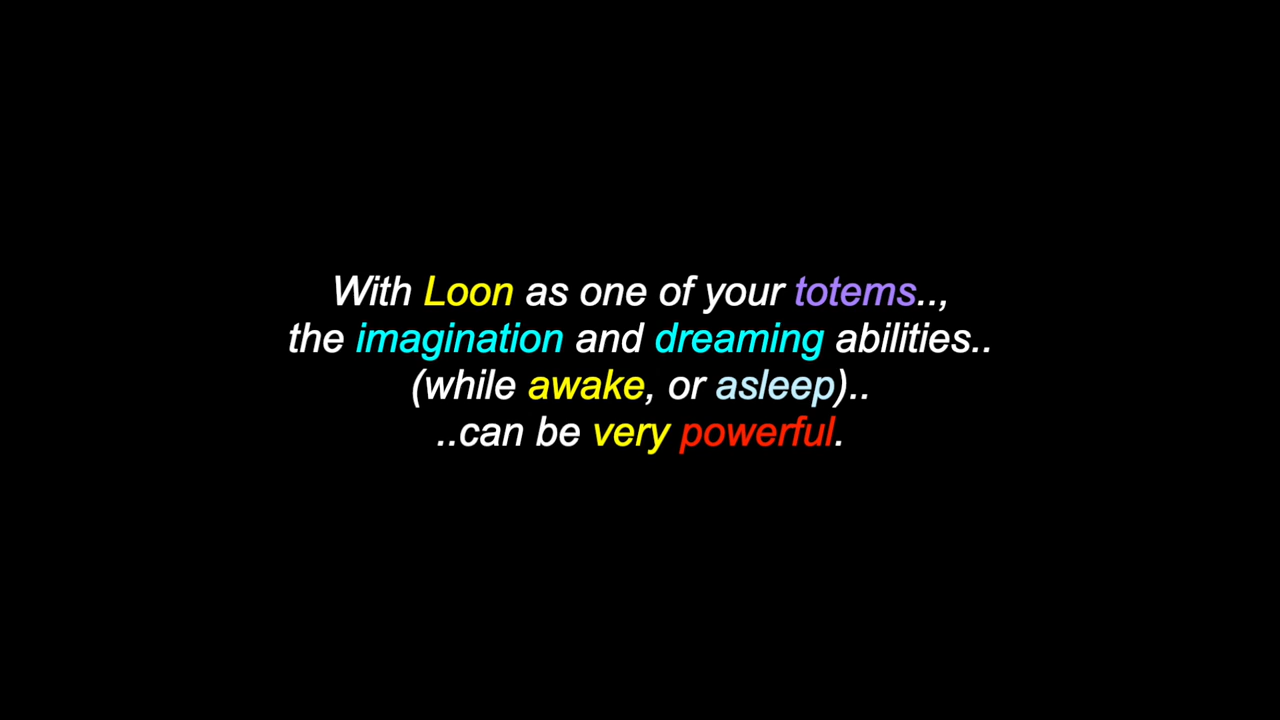 With Loon as one of your totems..,
the imagination and dreaming abilities..
(while awake, or asleep)..
..can be very powerful.